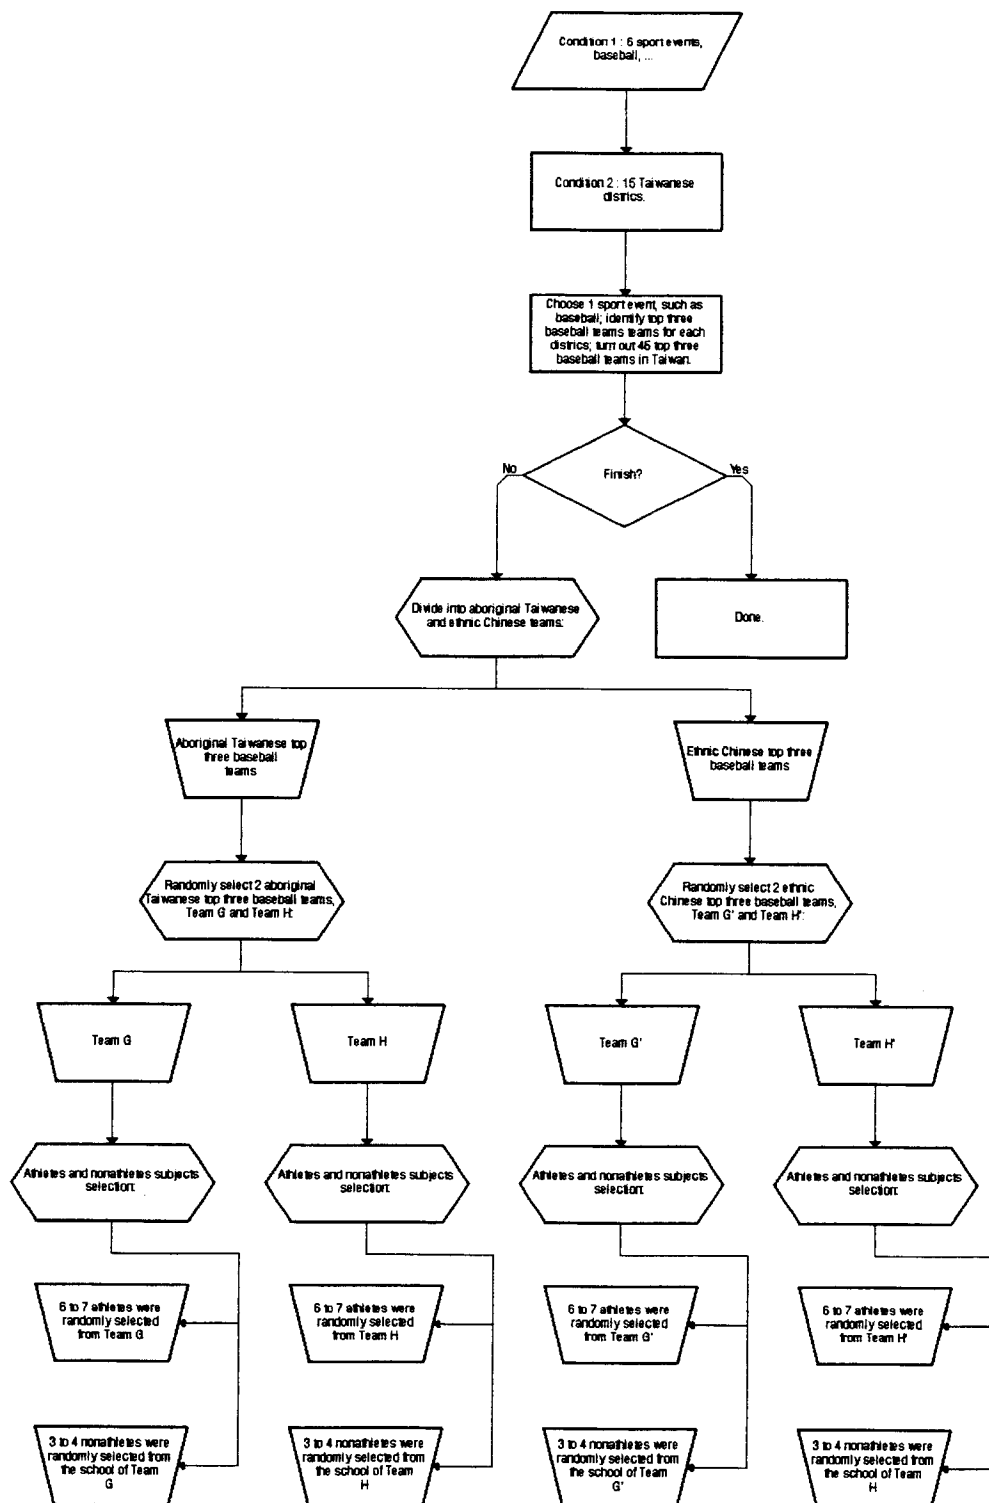 Condition 1 : 6 sport events,
baseball, ...
Condition 2 : 15 Taiwanese
districs.
Choose 1 sport event, such as
baseball; identify top three
baseball teams teams for each
districs; turn out 45 top three
baseball teams in Taiwan.
Finish?
No
Yes
Divide into aboriginal Taiwanese
and ethnic Chinese teams:
Done.
Aboriginal Taiwanese top
three baseball
teams
Ethnic Chinese top three
baseball teams
Randomly select 2 aboriginal
Taiwanese top three baseball teams,
Team G and Team H:
Randomly select 2 ethnic
Chinese top three baseball teams,
Team G' and Team H':
Team G
Team H
Team G'
Team H'
Athletes and nonathletes subjects
selection:
Athletes and nonathletes subjects
selection:
Athletes and nonathletes subjects
selection:
Athletes and nonathletes subjects
selection:
6 to 7 athletes were
randomly selected
from Team G
6 to 7 athletes were
randomly selected
from Team H
6 to 7 athletes were
randomly selected
from Team G'
6 to 7 athletes were
randomly selected
from Team H'
3 to 4 nonathletes were
randomly selected from
the school of Team
G
3 to 4 nonathletes were
randomly selected from
the school of Team
H
3 to 4 nonathletes were
randomly selected from
the school of Team
G'
3 to 4 nonathletes were
randomly selected from
the school of Team
H